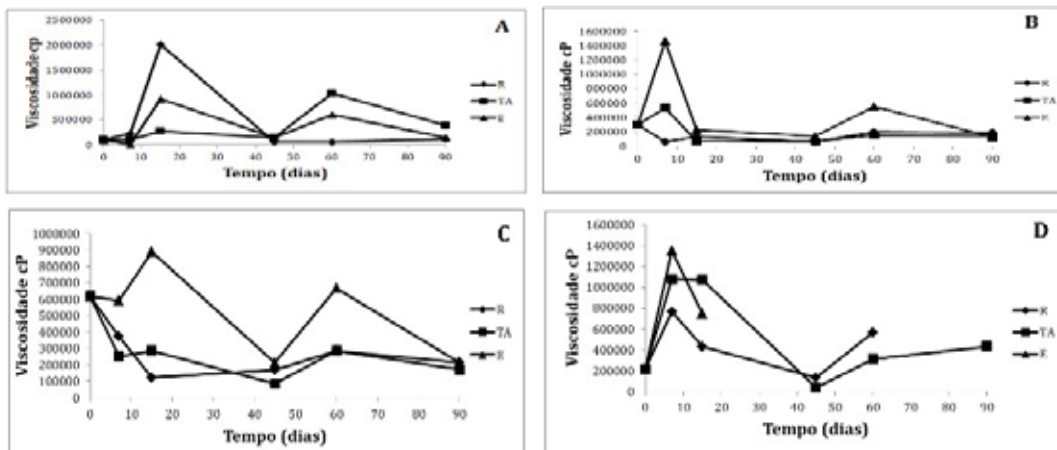 A
Viscosidade cp
2500000
2000000
1500000
1000000
500000
0
0 10 20 30 40 50 60 70 80 90
Tempo (dias)
R
TA
E
B
Viscosidade cP
1600000
1400000
1200000
1000000
800000
600000
400000
200000
0
0 10 20 30 40 50 60 70 80 90
Tempo (dias)
R
TA
E
C
Viscosidade cP
1000000
900000
800000
700000
600000
500000
400000
300000
200000
100000
0
0 10 20 30 40 50 60 70 80 90
Tempo (dias)
R
TA
E
D
Viscosidade cP
1600000
1400000
1200000
1000000
800000
600000
400000
200000
0
0 10 20 30 40 50 60 70 80 90
Tempo (dias)
R
TA
E